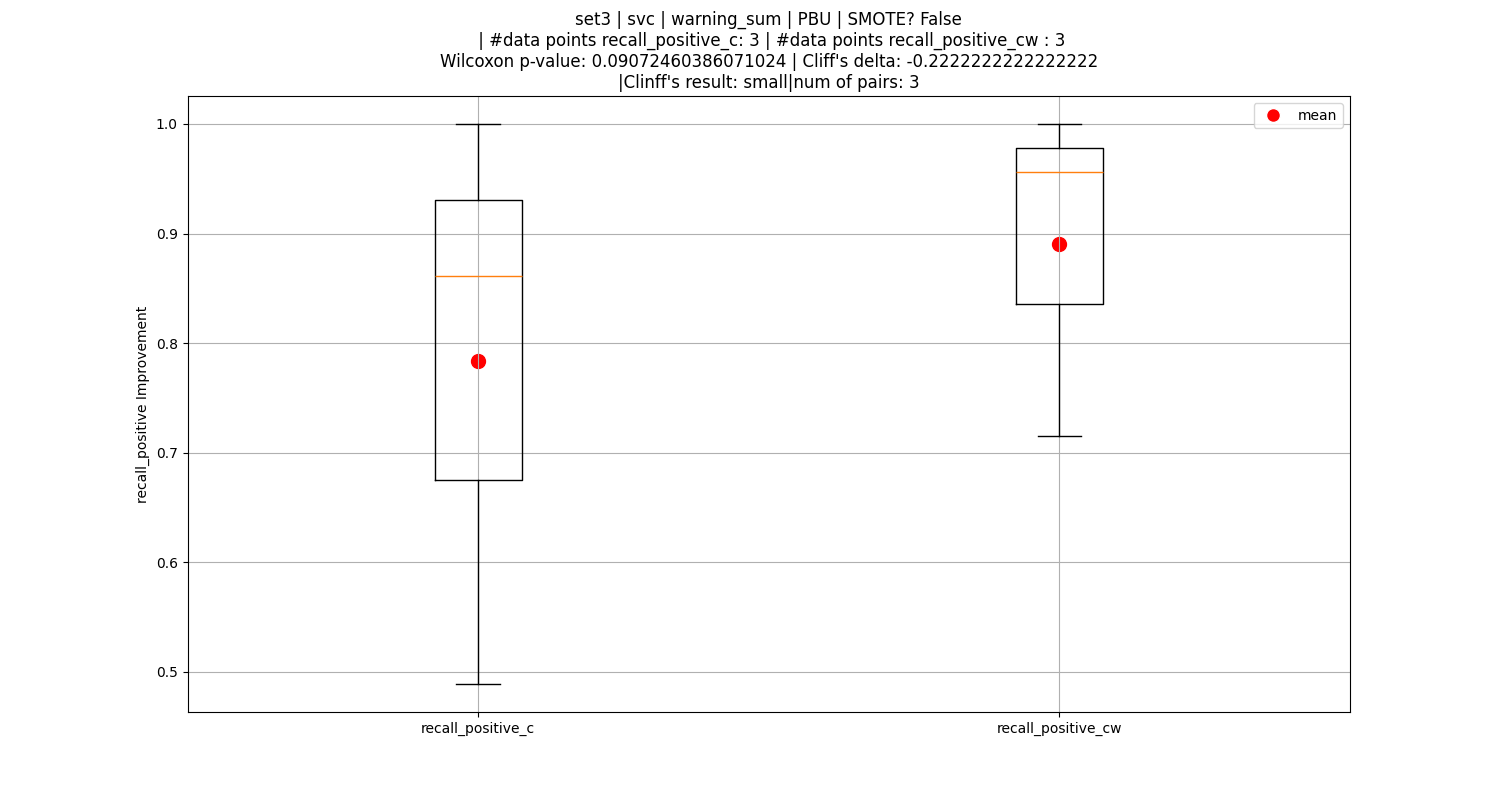 set3 | svc | warning_sum | PBU | SMOTE? False
| #data points recall_positive_c: 3 | #data points recall_positive_cw : 3
Wilcoxon p-value: 0.09072460386071024 | Cliff's delta: -0.2222222222222222
|Clinff's result: small|num of pairs: 3
mean
1.0
0.9
0.8
0.7
0.6
0.5
recall_positive Improvement
recall_positive_c
recall_positive_cw